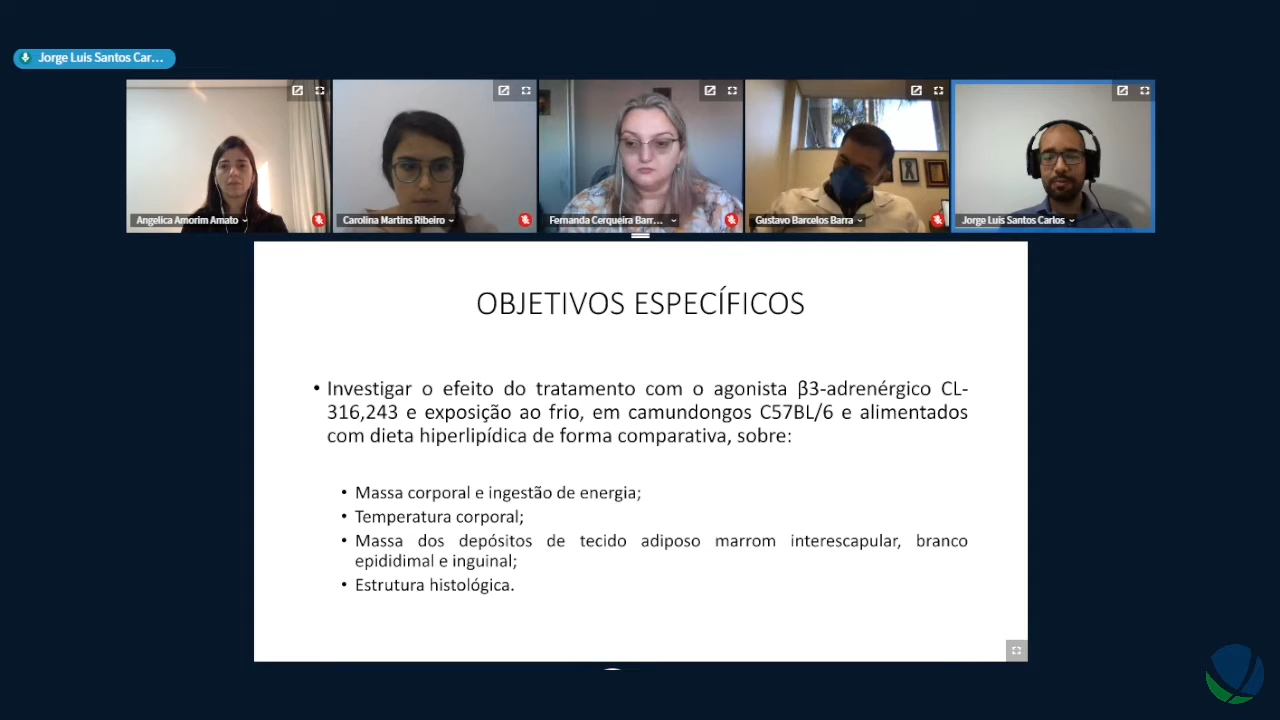 Jorge Luis Santos Car...
Angelica Amorim Amato
Carolina Martins Ribeiro
Fernanda Cerqueira Barr...
Gustavo Barcelos Barra
Jorge Luis Santos Carlos
OBJETIVOS ESPECÍFICOS
• Investigar o efeito do tratamento com o agonista β3-adrenérgico CL-
316,243 e exposição ao frio, em camundongos C57BL/6 e alimentados
com dieta hiperlipídica de forma comparativa, sobre:
• Massa corporal e ingestão de energia;
• Temperatura corporal;
• Massa dos depósitos de tecido adiposo marrom interescapular, branco
epididimal e inguinal;
• Estrutura histológica.